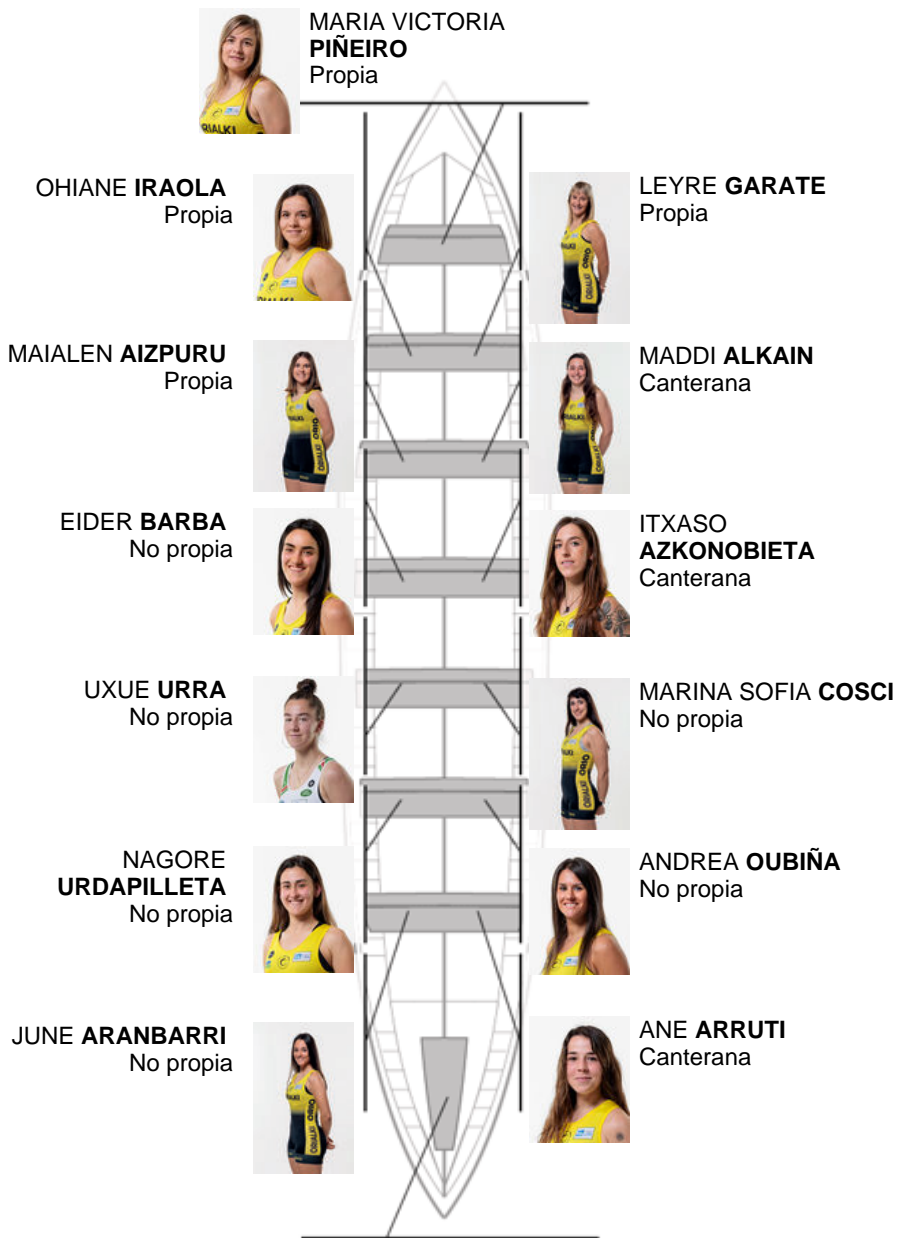 MARIA VICTORIA
PIÑEIRO
Propia
OHIANE IRAOLA
Propia
LEYRE GARATE
Propia
MAIALEN AIZPURU
Propia
MADDI ALKAIN
Canterana
EIDER BARBA
No propia
ITXASO
AZKONOBIETA
Canterana
UXUE URRA
No propia
MARINA SOFIA COSCI
No propia
NAGORE
URDAPILLETA
No propia
ANDREA OUBIÑA
No propia
JUNE ARANBARRI
No propia
ANE ARRUTI
Canterana